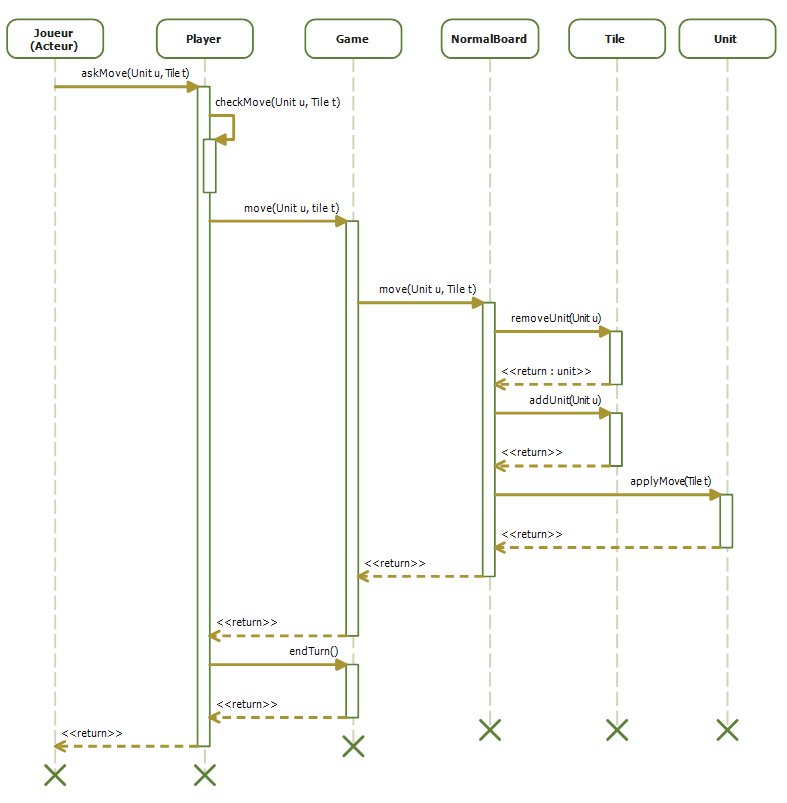 Joueur
(Acteur)
Player
Game
NormalBoard
Tile
Unit
askMove(Unit u, Tile t)
checkMove(Unit u, Tile t)
move(Unit u, tile t)
move(Unit u, Tile t)
removeUnit(Unit u)
<<return : unit>>
addUnit(Unit u)
<<return>>
applyMove(Tile t)
<<return>>
<<return>>
<<return>>
endTurn()
<<return>>
<<return>>